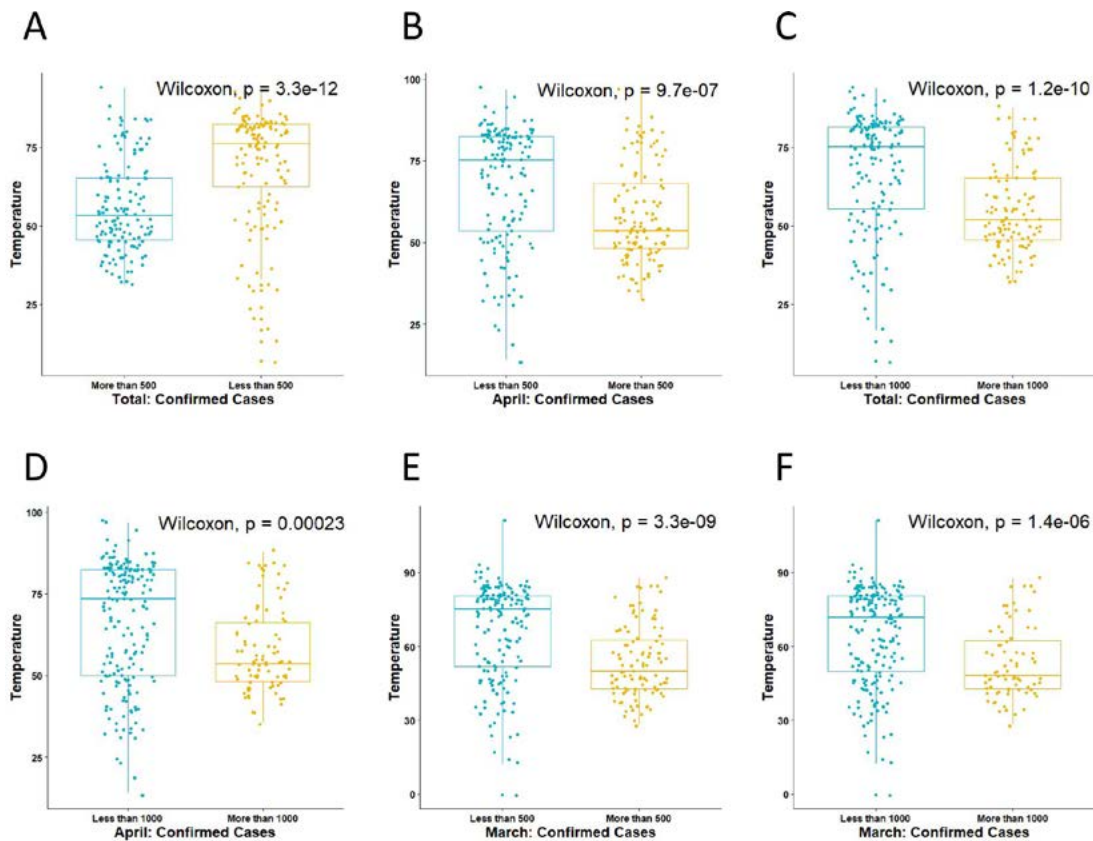 A
B
C
Wilcoxon, p = 3.3e-12
75
50
25
Temperature
More than 500
Less than 500
Total: Confirmed Cases
Wilcoxon, p = 9.7e-07
100
75
50
25
Temperature
Less than 500
More than 500
April: Confirmed Cases
Wilcoxon, p = 1.2e-10
75
50
25
Temperature
Less than 1000
More than 1000
Total: Confirmed Cases
D
E
F
Wilcoxon, p = 0.00023
100
75
50
25
Temperature
Less than 1000
More than 1000
April: Confirmed Cases
Wilcoxon, p = 3.3e-09
90
60
30
0
Temperature
Less than 500
More than 500
March: Confirmed Cases
Wilcoxon, p = 1.4e-06
90
60
30
0
Temperature
Less than 1000
More than 1000
March: Confirmed Cases